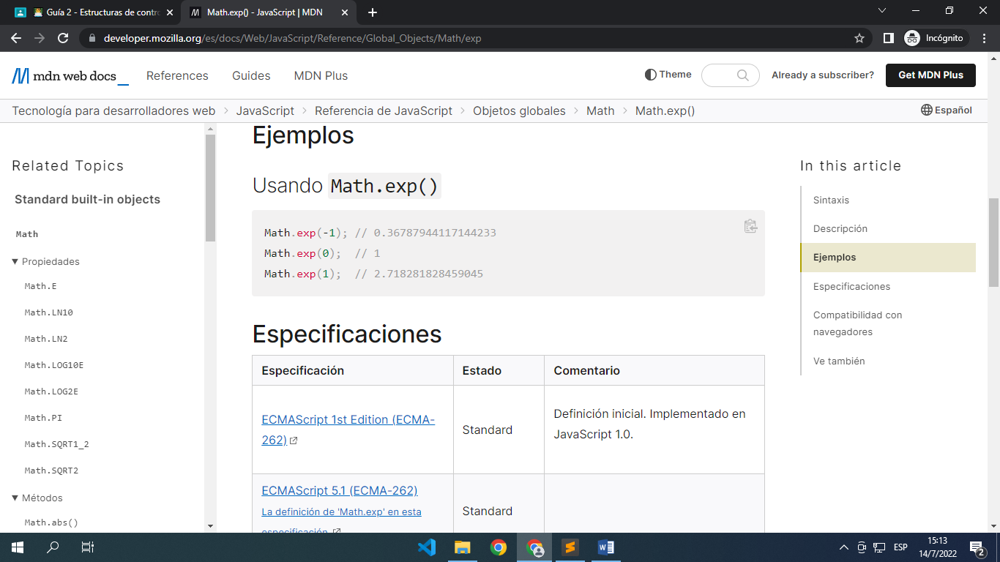 Guía 2 - Estructuras de contro
Math.exp() - JavaScript | MDN
developer.mozilla.org/es/docs/Web/JavaScript/Reference/Global_Objects/Math/exp
Incógnito
mdn web docs_
References
Guides
MDN Plus
Theme
Already a subscriber?
Get MDN Plus
Tecnología para desarrolladores web > JavaScript > Referencia de JavaScript > Objetos globales > Math > Math.exp()
Español
Related Topics
Standard built-in objects
Math
▼ Propiedades
Math.E
Math.LN10
Math.LN2
Math.LOG10E
Math.LOG2E
Math.PI
Math.SQRT1_2
Math.SQRT2
▼ Métodos
Math.abs()
Ejemplos
Usando Math.exp()
Math.exp(-1); // 0.36787944117144233
Math.exp(0);  // 1
Math.exp(1);  // 2.718281828459045
Especificaciones
Especificación
Estado
Comentario
ECMAScript 1st Edition (ECMA-
262)
Standard
Definición inicial. Implementado en
JavaScript 1.0.
ECMAScript 5.1 (ECMA-262)
La definición de 'Math.exp' en esta
especificación
Standard
In this article
Sintaxis
Descripción
Ejemplos
Especificaciones
Compatibilidad con
navegadores
Ve también
ESP
15:13
14/7/2022
2